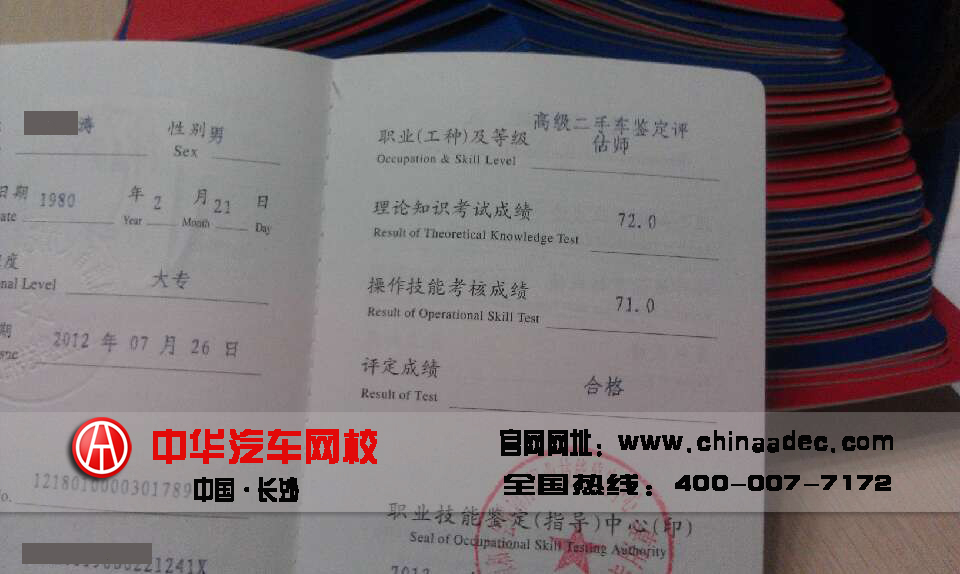 涛
性别 男
Sex
日期 1980 年 2 月 21 日
ate Year Month Day
度 大专
nal Level
期 2012 年 07 月 26 日
sue
No. 1218010000301789
221241X
职业(工种)及等级 高级二手车鉴定评
估师
Occupation & Skill Level
理论知识考试成绩 72.0
Result of Theoretical Knowledge Test
操作技能考核成绩 71.0
Result of Operational Skill Test
评定成绩 合格
Result of Test
职业技能鉴定(指导)中心(印)
Seal of Occupational Skill Testing Authority
2012
中华汽车网校
中国·长沙
官网网址：www.chinaadec.com
全国热线：400-007-7172